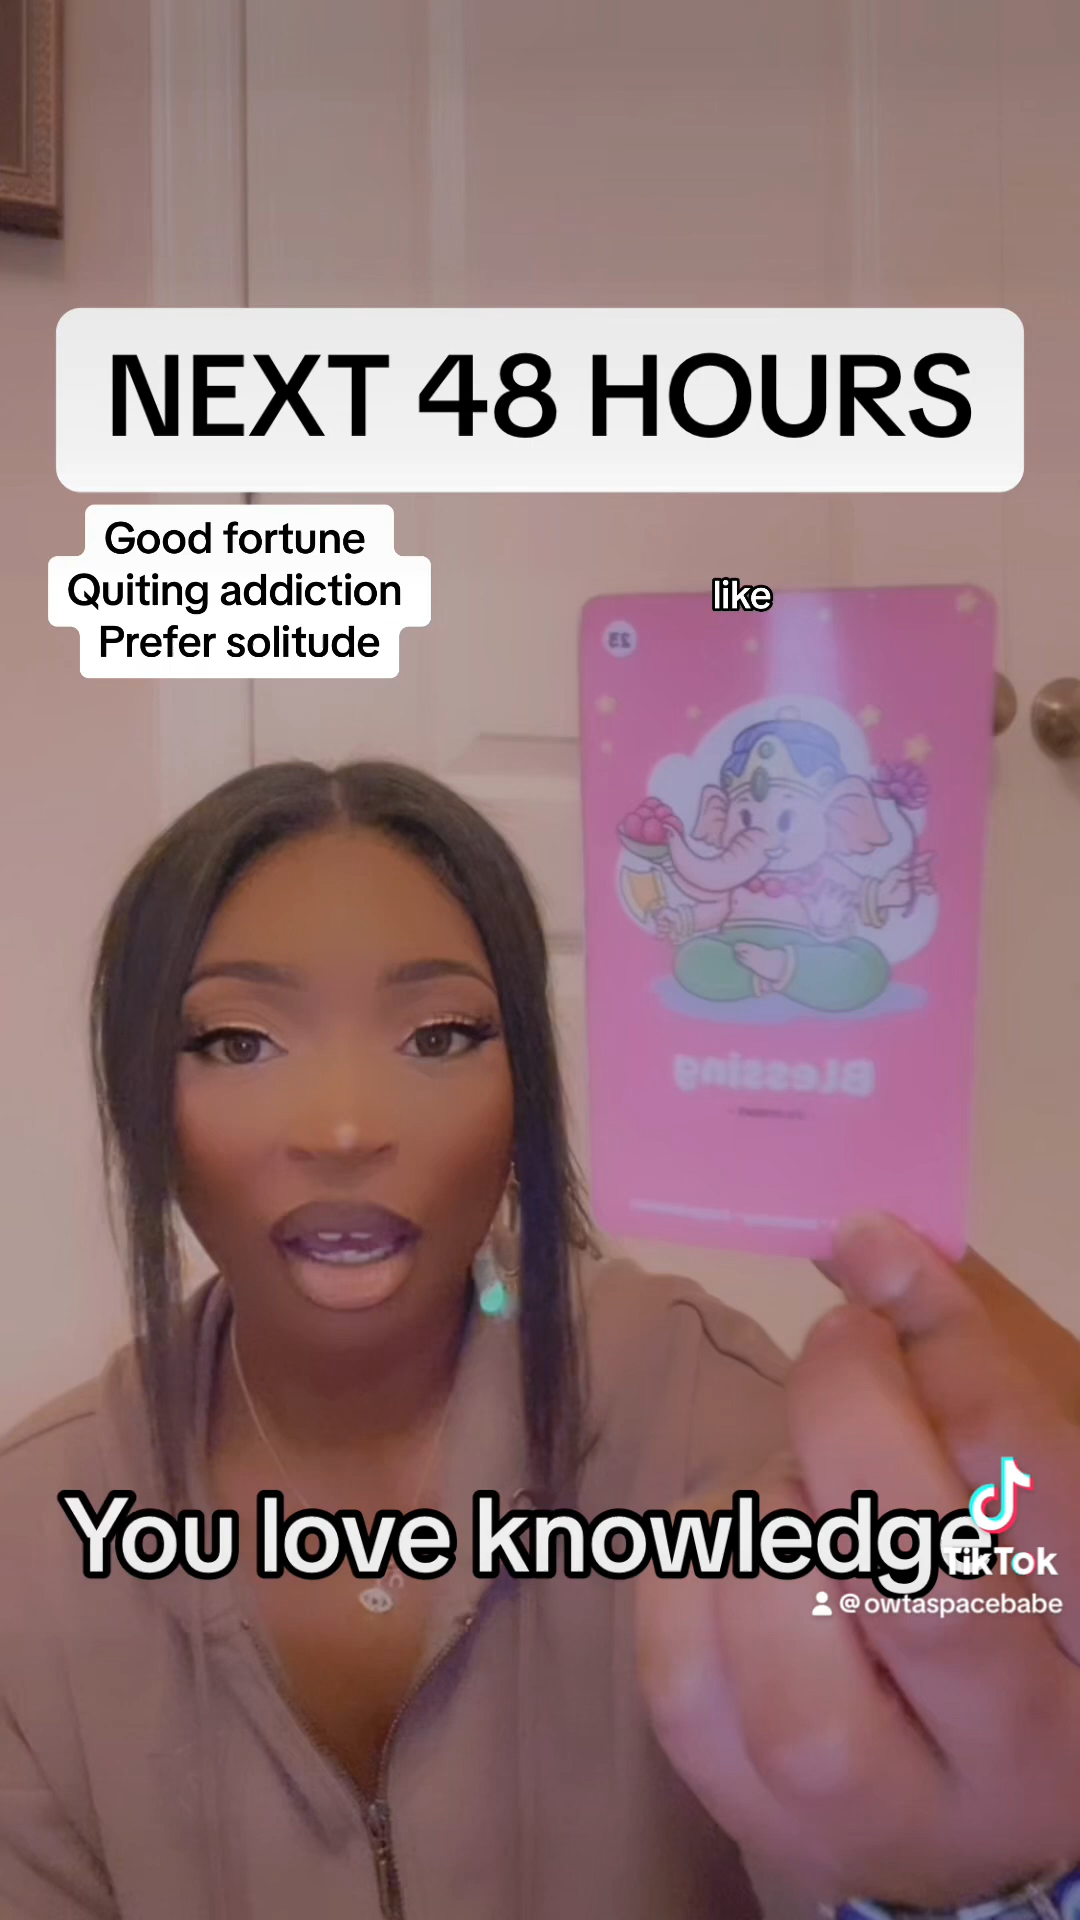 NEXT 48 HOURS
Good fortune
Quiting addiction
Prefer solitude
like
23
Blessing
You love knowledge
TikTok
@owtaspacebabe